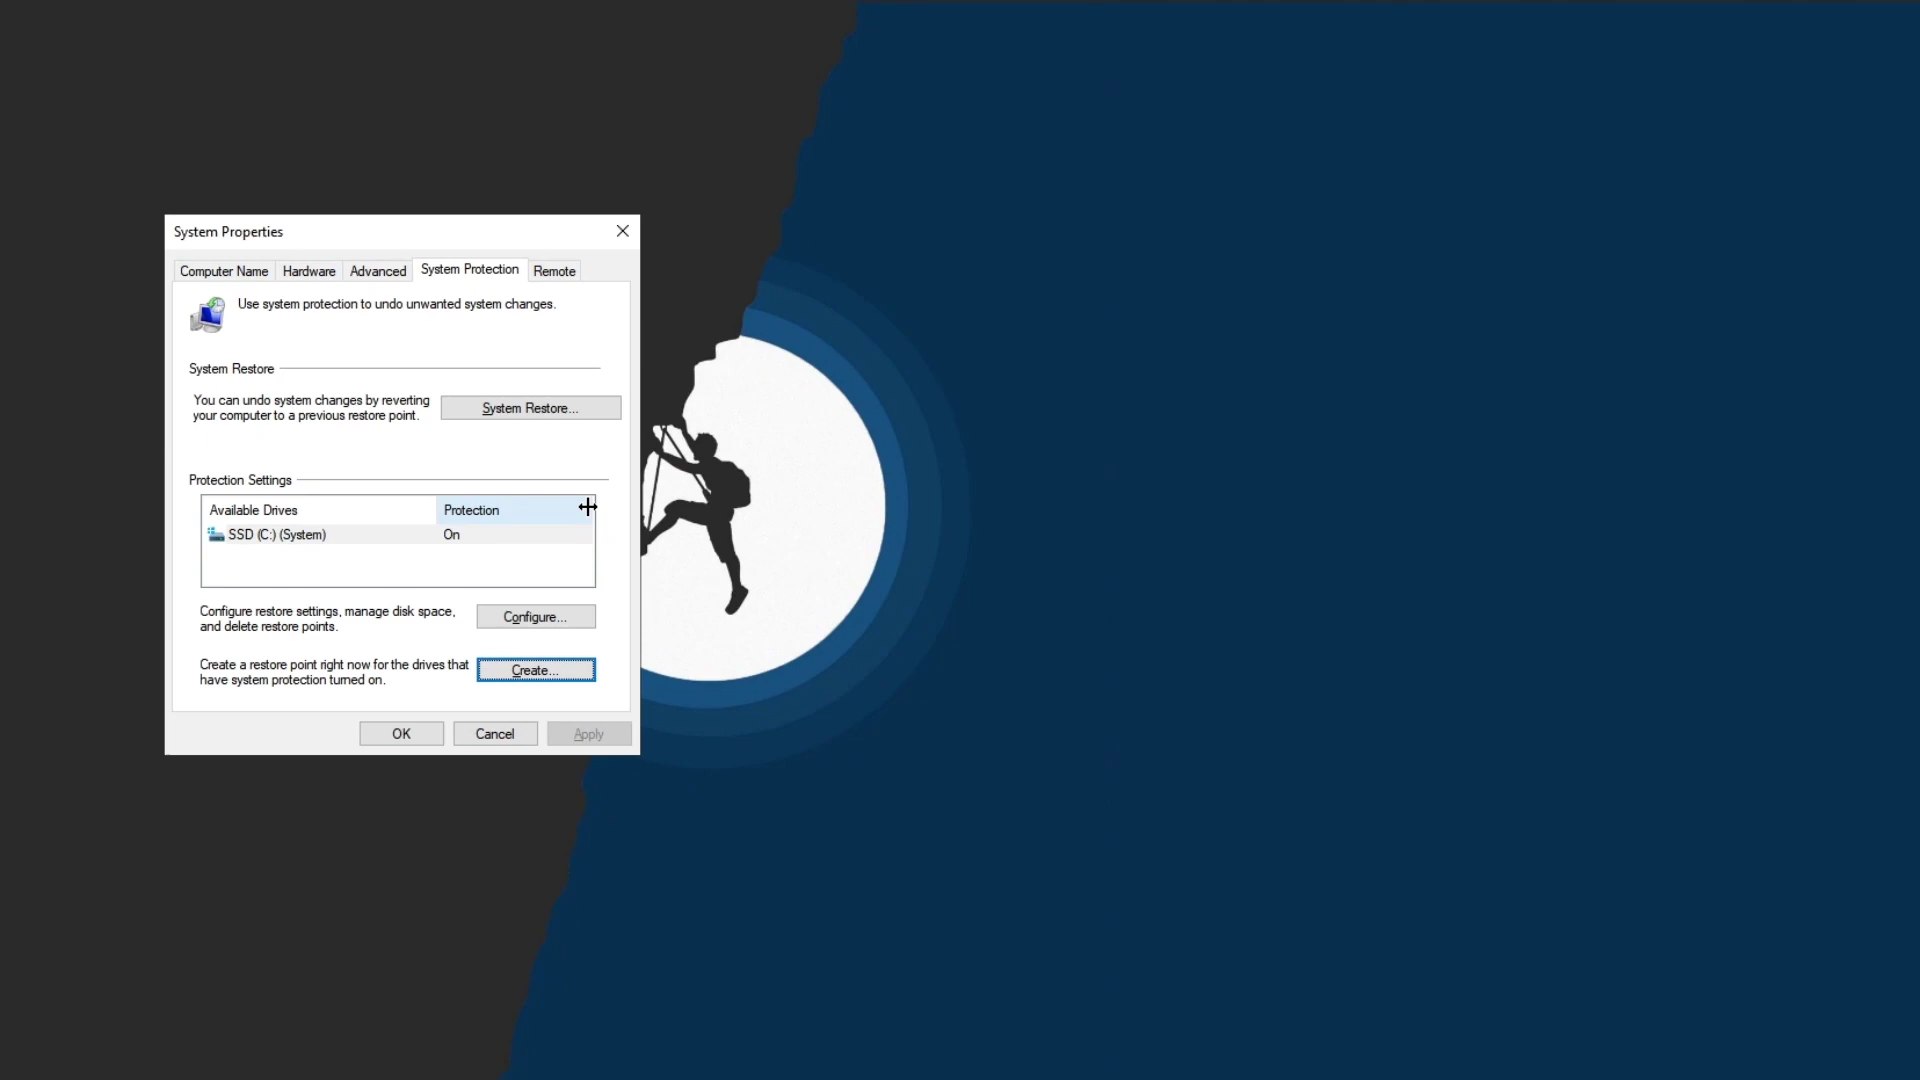 System Properties
Computer Name Hardware Advanced System Protection Remote
Use system protection to undo unwanted system changes.
System Restore
You can undo system changes by reverting
your computer to a previous restore point.
System Restore...
Protection Settings
Available Drives Protection
SSD (C:) (System) On
Configure restore settings, manage disk space,
and delete restore points.
Configure...
Create a restore point right now for the drives that
have system protection turned on.
Create...
OK Cancel Apply